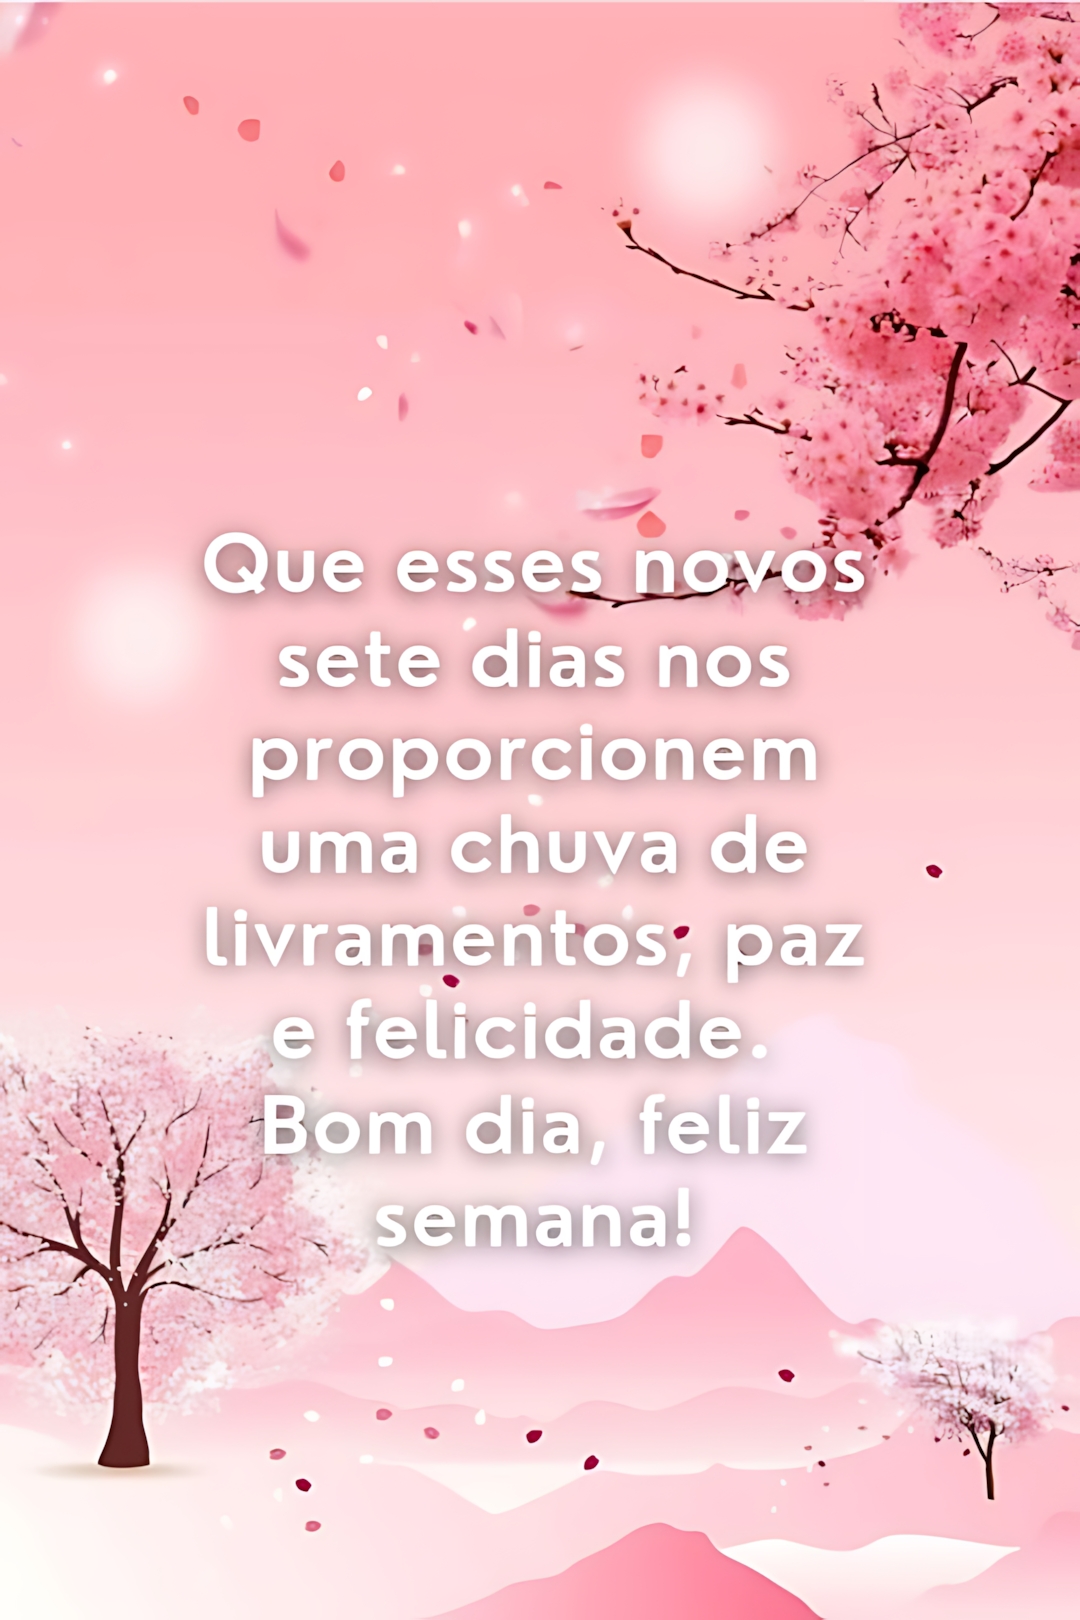 Que esses novos
sete dias nos
proporcionem
uma chuva de
livramentos; paz
e felicidade.
Bom dia, feliz
semana!